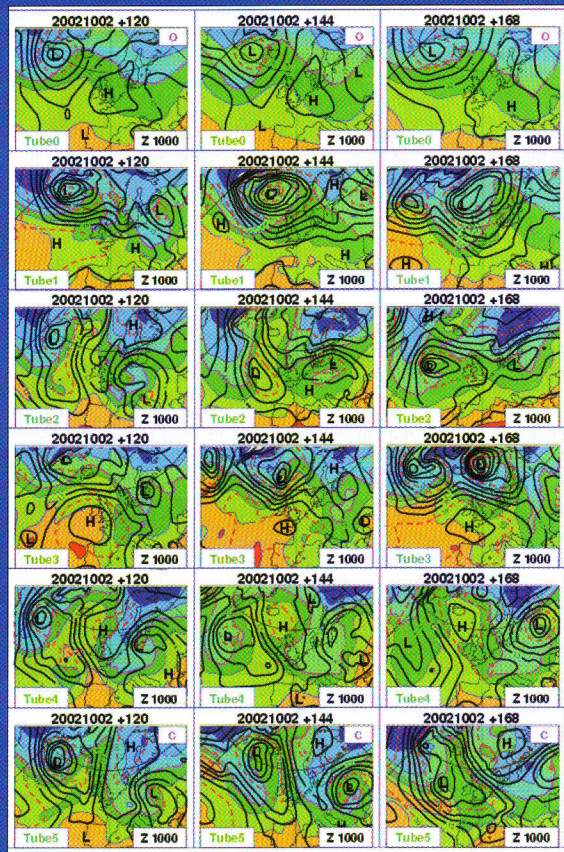 20021002 +120 20021002 +144 20021002 +168
O O O
L L L L
H H H
L L
Tube0 Z 1000 Tube0 Z 1000 Tube0 Z 1000
20021002 +120 20021002 +144 20021002 +168
L L H L
H H H H H
Tube1 Z 1000 Tube1 Z 1000 Tube1 Z 1000
20021002 +120 20021002 +144 20021002 +168
H H
L L L
L H
Tube2 Z 1000 Tube2 Z 1000 Tube2 Z 1000
20021002 +120 20021002 +144 20021002 +168
L H
H H H
L
Tube3 Z 1000 Tube3 Z 1000 Tube3 Z 1000
20021002 +120 20021002 +144 20021002 +168
L
H H H L
L
H L L
Tube4 Z 1000 Tube4 Z 1000 Tube4 Z 1000
20021002 +120 20021002 +144 20021002 +168
C C C
H H H
L L L L
L
Tube5 Z 1000 Tube5 Z 1000 Tube5 Z 1000